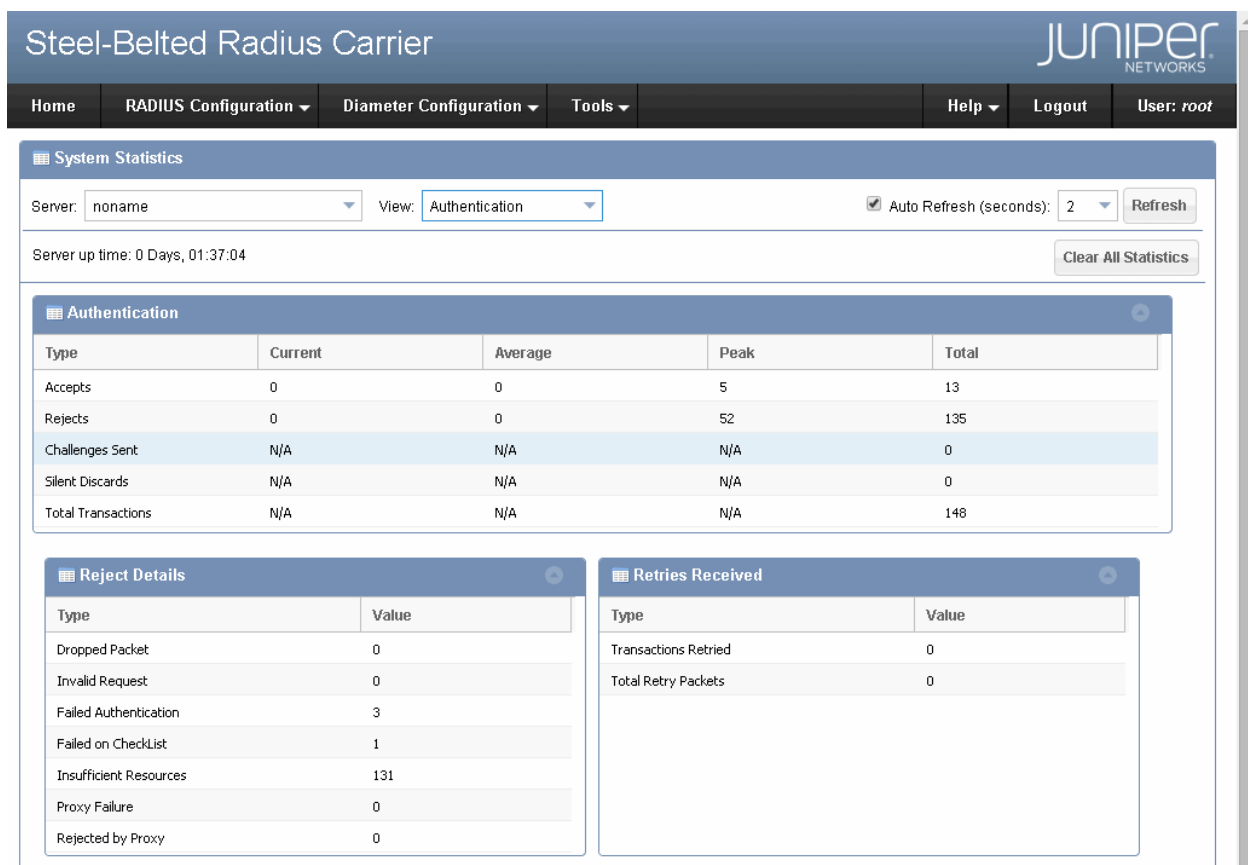 Steel-Belted Radius Carrier
JUNIPER
NETWORKS
Home RADIUS Configuration Diameter Configuration Tools Help Logout User: root
System Statistics
Server: noname View: Authentication Auto Refresh (seconds): 2 Refresh
Server up time: 0 Days, 01:37:04 Clear All Statistics
Authentication
Type Current Average Peak Total
Accepts 0 0 5 13
Rejects 0 0 52 135
Challenges Sent N/A N/A N/A 0
Silent Discards N/A N/A N/A 0
Total Transactions N/A N/A N/A 148
Reject Details
Type Value
Dropped Packet 0
Invalid Request 0
Failed Authentication 3
Failed on CheckList 1
Insufficient Resources 131
Proxy Failure 0
Rejected by Proxy 0
Retries Received
Type Value
Transactions Retried 0
Total Retry Packets 0